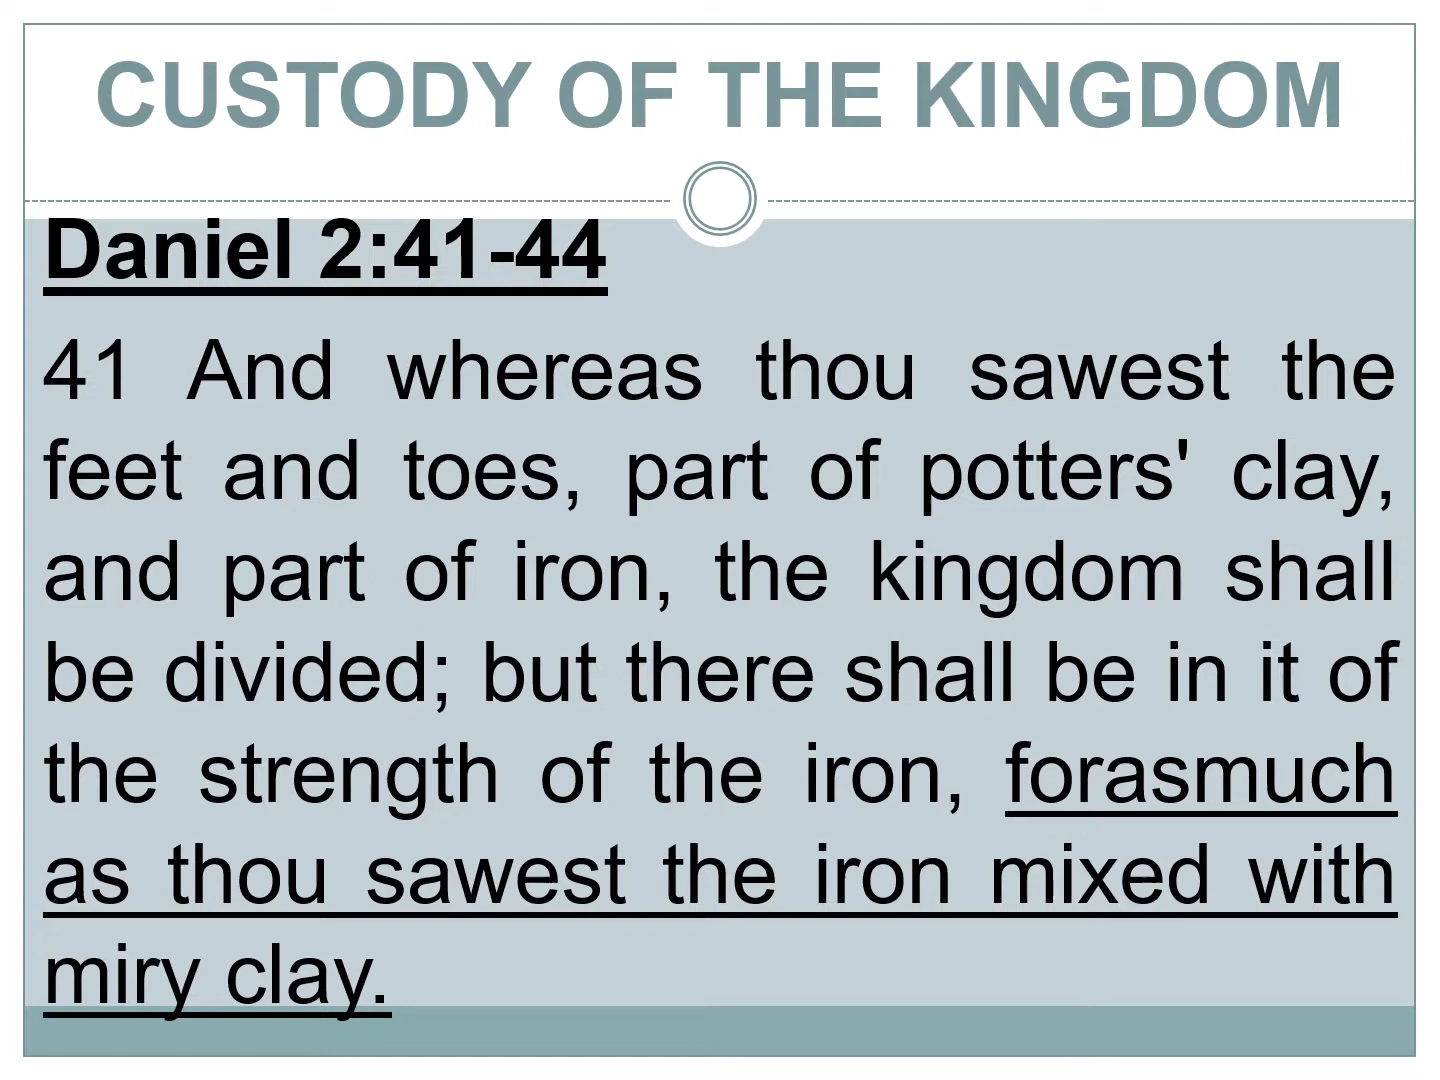 CUSTODY OF THE KINGDOM
Daniel 2:41-44
41 And whereas thou sawest the
feet and toes, part of potters' clay,
and part of iron, the kingdom shall
be divided; but there shall be in it of
the strength of the iron, forasmuch
as thou sawest the iron mixed with
miry clay.